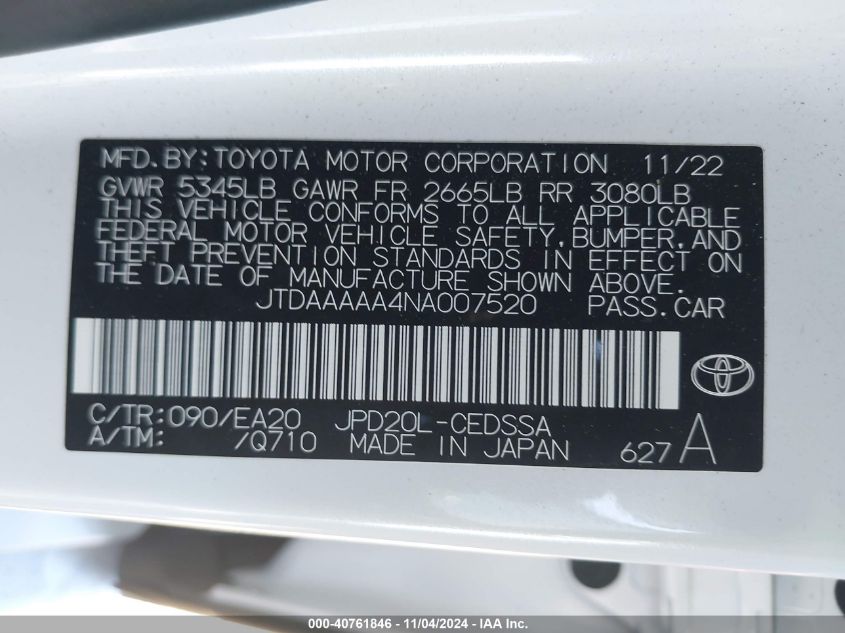 MFD.BY:TOYOTA MOTOR CORPORATION 11/22
GVWR 5345LB GAWR FR 2665LB RR 3080LB
THIS VEHICLE CONFORMS TO ALL APPLICABLE
FEDERAL MOTOR VEHICLE SAFETY,BUMPER,AND
THEFT PREVENTION STANDARDS IN EFFECT ON
THE DATE OF MANUFACTURE SHOWN ABOVE.
JTDAAAAA4NA007520 PASS.CAR
C/TR:090/EA20 JPD20L-CEDSSA
A/TM: /Q710 MADE IN JAPAN 627A
000-40761846 - 11/04/2024 - IAA Inc.